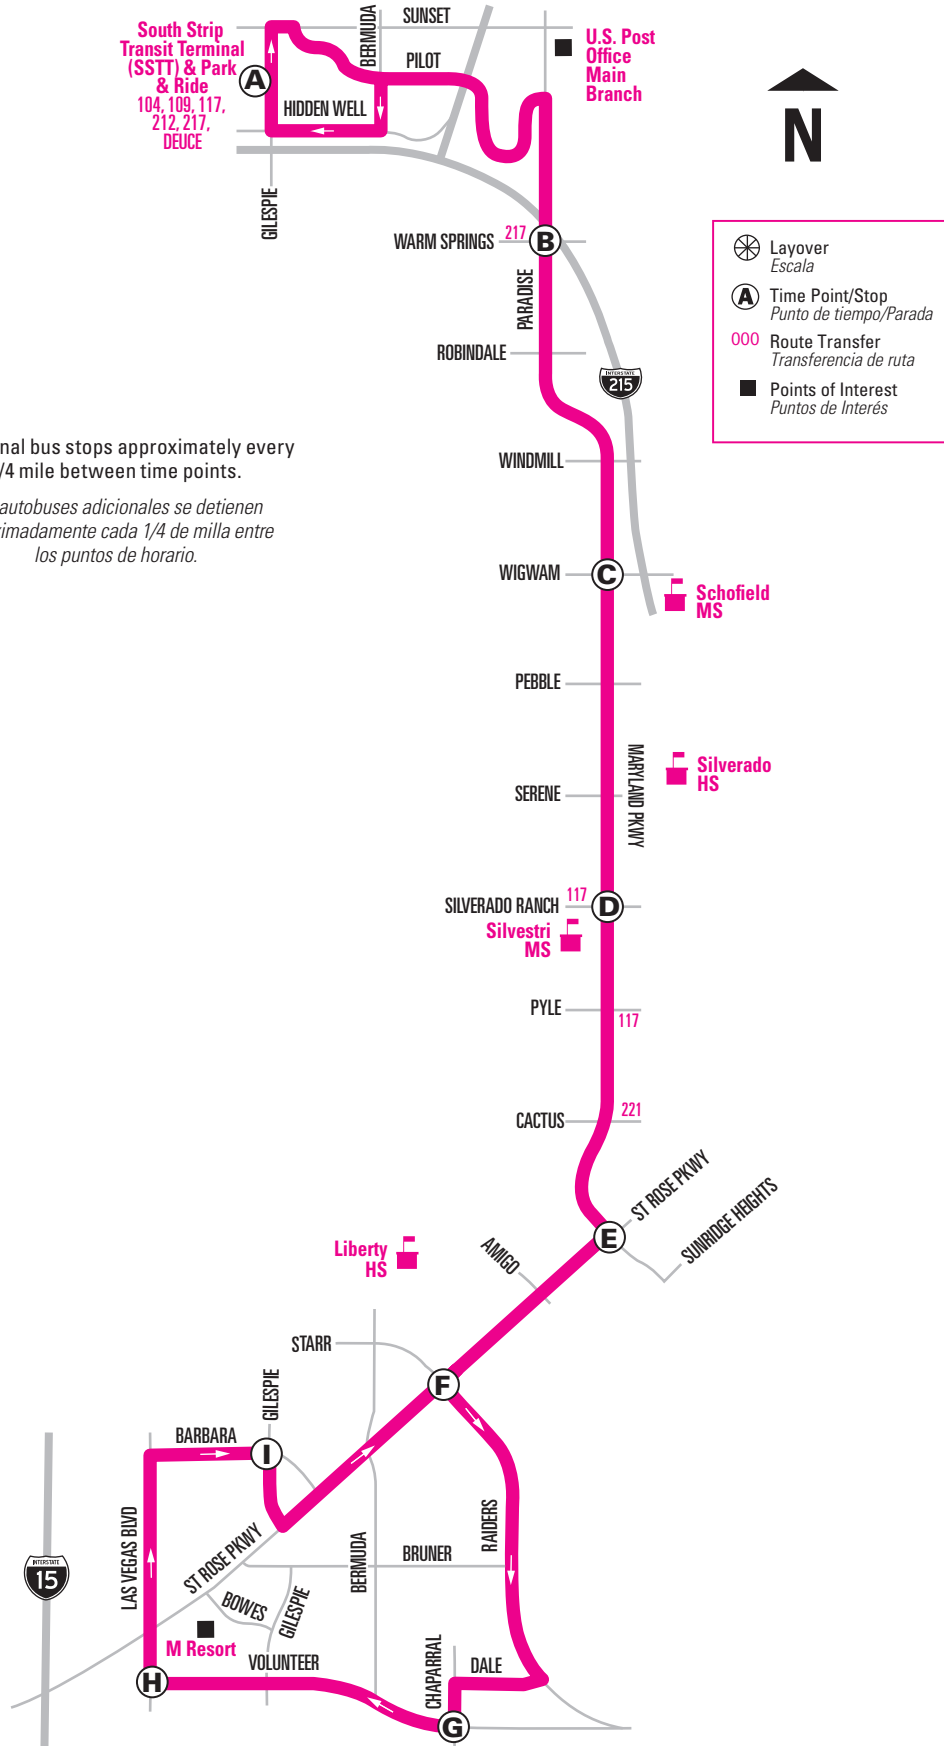 SUNSET
BERMUDA
PILOT
South Strip
Transit Terminal
(SSTT) & Park
& Ride
104, 109, 117,
212, 217,
DEUCE
A
HIDDEN WELL
GILESPIE
U.S. Post
Office
Main
Branch
N
WARM SPRINGS
217
B
PARADISE
ROBINDALE
INTERSTATE
215
Layover
Escala
A
Time Point/Stop
Punto de tiempo/Parada
000
Route Transfer
Transferencia de ruta
Points of Interest
Puntos de Interés
nal bus stops approximately every
/4 mile between time points.
autobuses adicionales se detienen
imadamente cada 1/4 de milla entre
los puntos de horario.
WINDMILL
WIGWAM
C
Schofield
MS
PEBBLE
MARYLAND PKWY
Silverado
HS
SERENE
SILVERADO RANCH
117
D
Silvestri
MS
PYLE
117
CACTUS
221
ST ROSE PKWY
SUNRIDGE HEIGHTS
E
AMIGO
Liberty
HS
STARR
F
GILESPIE
BARBARA
I
LAS VEGAS BLVD
ST ROSE PKWY
BERMUDA
BRUNER
RAIDERS
INTERSTATE
15
BOWES
GILESPIE
M Resort
VOLUNTEER
H
CHAPARRAL
DALE
G